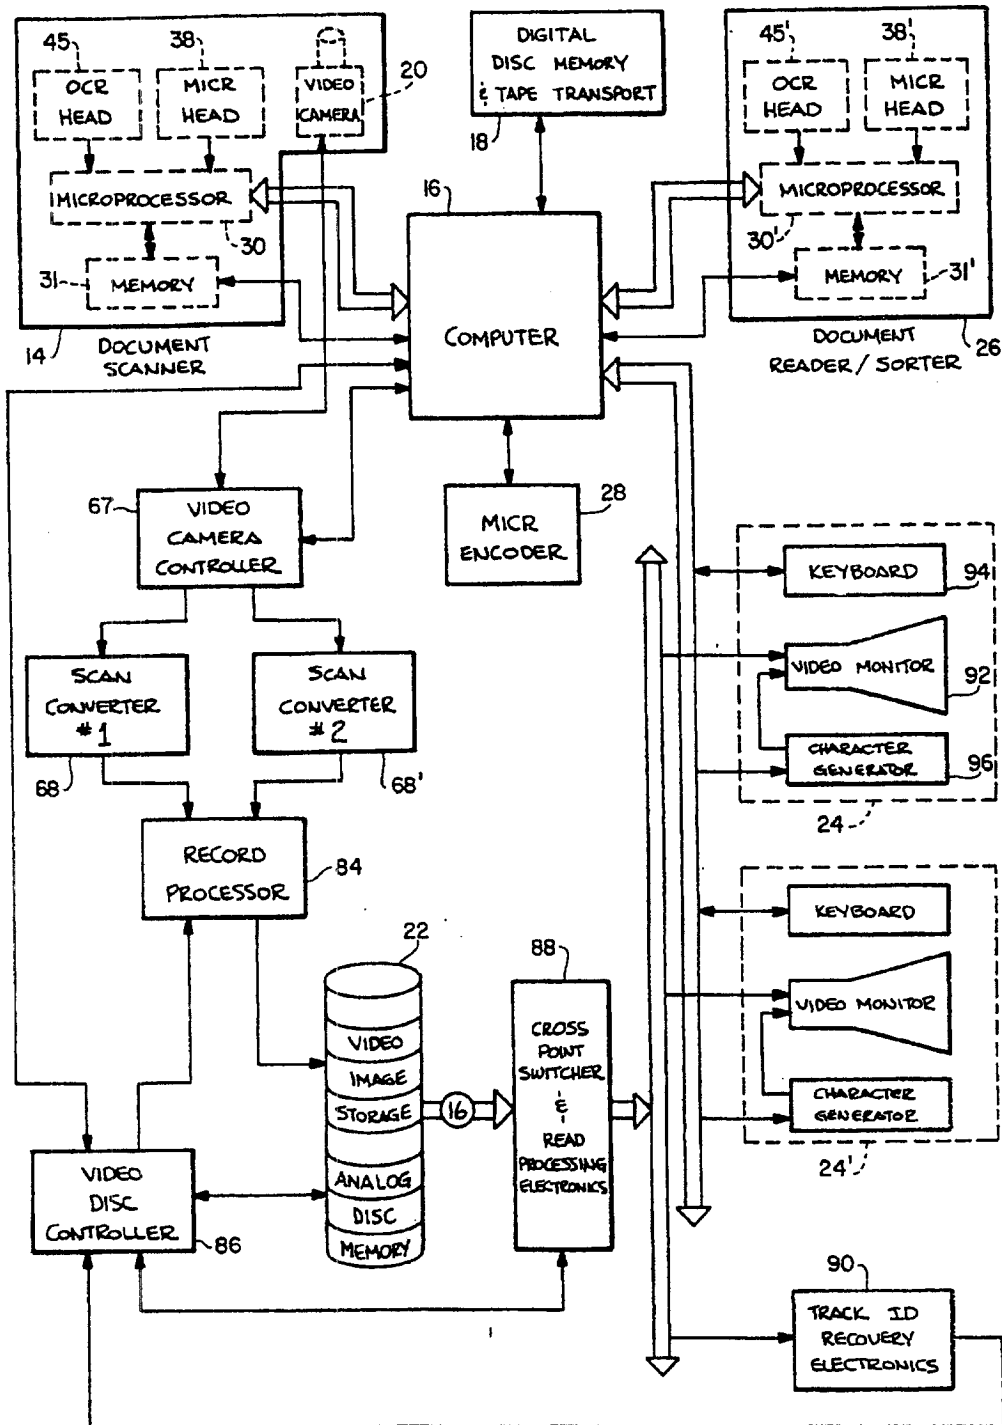 45
OCR
HEAD
38
MICR
HEAD
VIDEO
CAMERA
20
MICROPROCESSOR
30
31
MEMORY
14
DOCUMENT
SCANNER
DIGITAL
DISC MEMORY
& TAPE TRANSPORT
18
16
COMPUTER
45'
OCR
HEAD
38'
MICR
HEAD
MICROPROCESSOR
30'
MEMORY
31'
DOCUMENT
READER/SORTER
26
67
VIDEO
CAMERA
CONTROLLER
28
MICR
ENCODER
SCAN
CONVERTER
#1
68
SCAN
CONVERTER
#2
68'
RECORD
PROCESSOR
84
KEYBOARD
94
VIDEO MONITOR
92
CHARACTER
GENERATOR
96
24
KEYBOARD
VIDEO MONITOR
CHARACTER
GENERATOR
24'
22
VIDEO
IMAGE
STORAGE
ANALOG
DISC
MEMORY
16
88
CROSS
POINT
SWITCHER
&
READ
PROCESSING
ELECTRONICS
VIDEO
DISC
CONTROLLER
86
90
TRACK ID
RECOVERY
ELECTRONICS